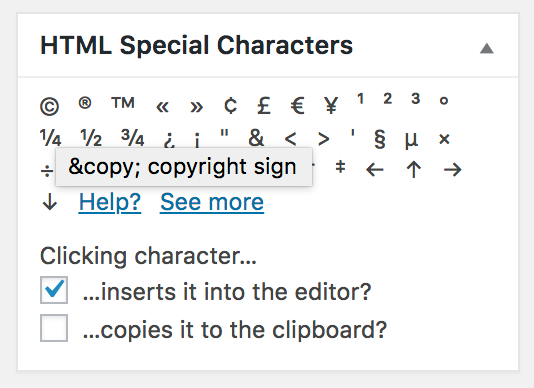 HTML Special Characters
© ® ™ « » ¢ £ € ¥ ¹ ² ³ °
¼ ½ ¾ ¿ ¡ " & < > ' § µ ×
÷ &copy; copyright sign ‡ ← ↑ →
↓ Help? See more
Clicking character...
...inserts it into the editor?
...copies it to the clipboard?